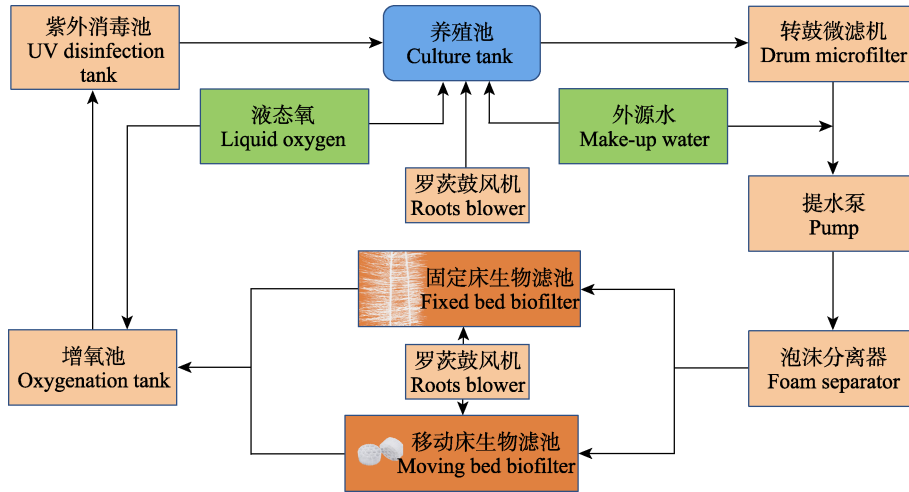 紫外消毒池
UV disinfection
tank
养殖池
Culture tank
转鼓微滤机
Drum microfilter
液态氧
Liquid oxygen
外源水
Make-up water
罗茨鼓风机
Roots blower
提水泵
Pump
固定床生物滤池
Fixed bed biofilter
增氧池
Oxygenation tank
罗茨鼓风机
Roots blower
泡沫分离器
Foam separator
移动床生物滤池
Moving bed biofilter